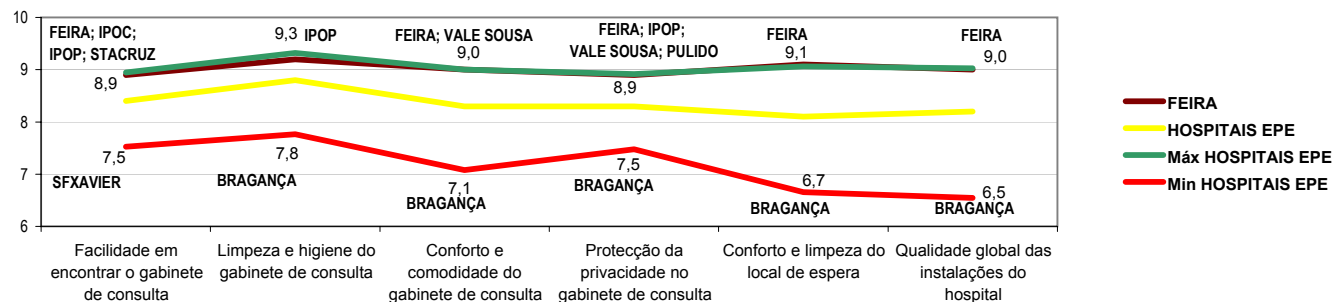 10
9
8
7
6
FEIRA; IPOC;
IPOP; STACRUZ
8,9
9,3 IPOP
FEIRA; VALE SOUSA
9,0
FEIRA; IPOP;
VALE SOUSA; PULIDO
8,9
FEIRA
9,1
FEIRA
9,0
7,5
SFXAVIER
7,8
BRAGANÇA
7,1
BRAGANÇA
7,5
BRAGANÇA
6,7
BRAGANÇA
6,5
BRAGANÇA
Facilidade em
encontrar o gabinete
de consulta
Limpeza e higiene do
gabinete de consulta
Conforto e
comodidade do
gabinete de consulta
Protecção da
privacidade no
gabinete de consulta
Conforto e limpeza do
local de espera
Qualidade global das
instalações do
hospital
FEIRA
HOSPITAIS EPE
Máx HOSPITAIS EPE
Min HOSPITAIS EPE